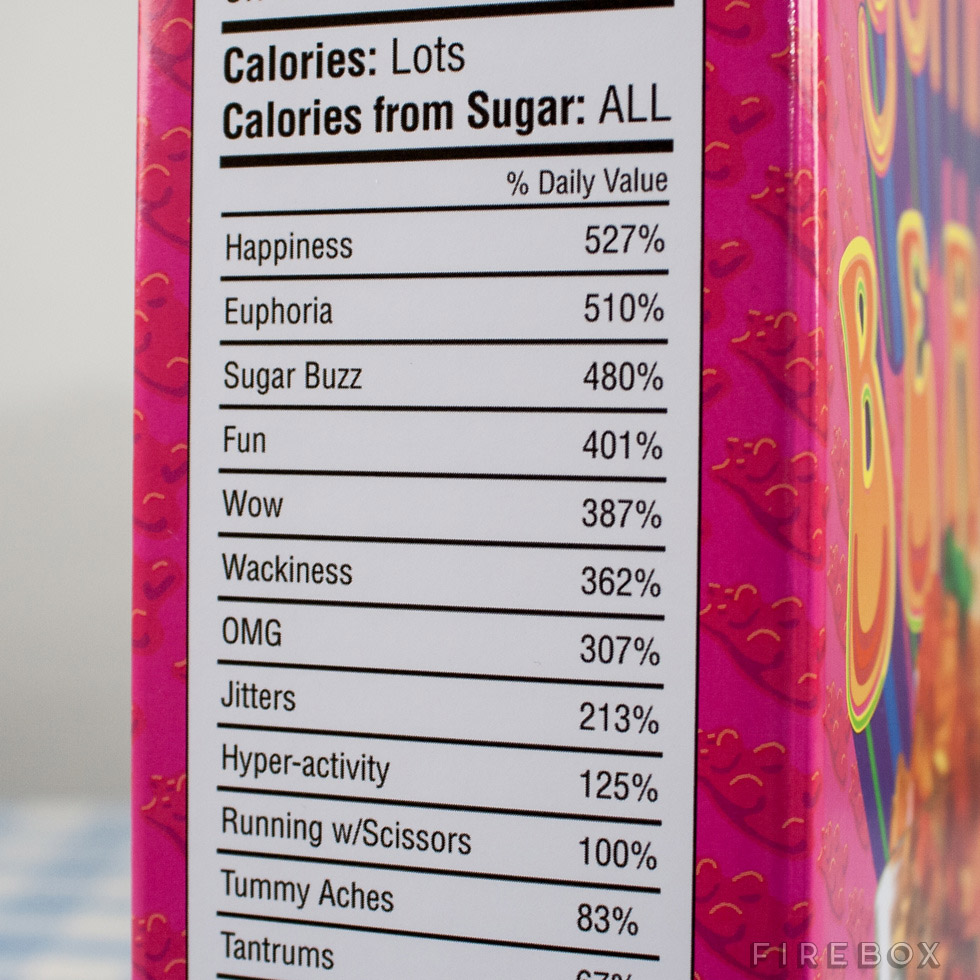 Calories: Lots
Calories from Sugar: ALL
% Daily Value
Happiness 527%
Euphoria 510%
Sugar Buzz 480%
Fun 401%
Wow 387%
Wackiness 362%
OMG 307%
Jitters 213%
Hyper-activity 125%
Running w/Scissors 100%
Tummy Aches 83%
Tantrums 67%
FIREBOX